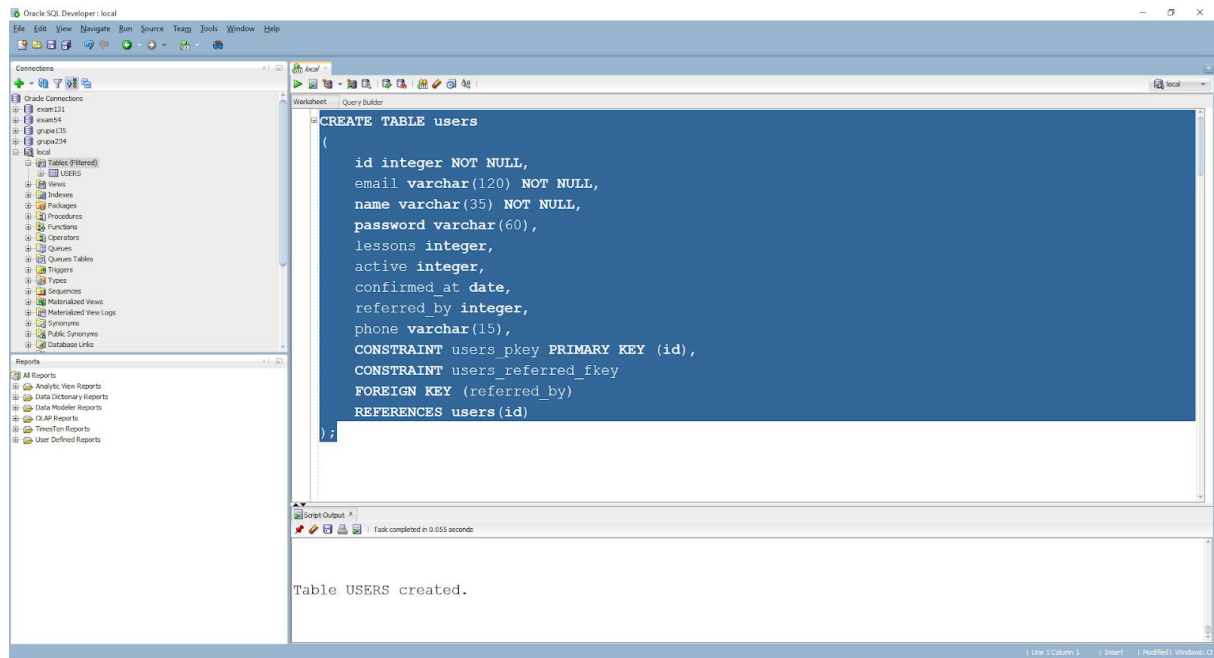 Oracle SQL Developer : local
File Edit View Navigate Run Source Team Tools Window Help
Connections
Oracle Connections
exam131
exam54
grupa135
grupa234
local
Tables (Filtered)
USERS
Views
Indexes
Packages
Procedures
Functions
Operators
Queues
Queues Tables
Triggers
Types
Sequences
Materialized Views
Materialized View Logs
Synonyms
Public Synonyms
Database Links
Reports
All Reports
Analytic View Reports
Data Dictionary Reports
Data Modeler Reports
OLAP Reports
TimesTen Reports
User Defined Reports
local
local
Worksheet Query Builder
CREATE TABLE users
(
id integer NOT NULL,
email varchar(120) NOT NULL,
name varchar(35) NOT NULL,
password varchar(60),
lessons integer,
active integer,
confirmed_at date,
referred_by integer,
phone varchar(15),
CONSTRAINT users_pkey PRIMARY KEY (id),
CONSTRAINT users_referred_fkey
FOREIGN KEY (referred_by)
REFERENCES users(id)
);
Script Output
Task completed in 0.055 seconds
Table USERS created.
| Line 1 Column 1 | Insert | Modified | Windows: Cl